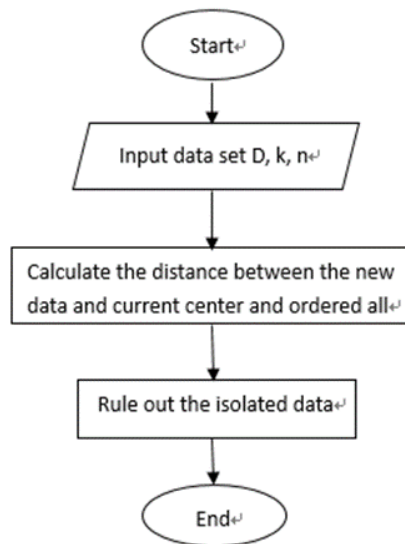 Start↵
Input data set D, k, n↵
Calculate the distance between the new
data and current center and ordered all↵
Rule out the isolated data↵
End↵